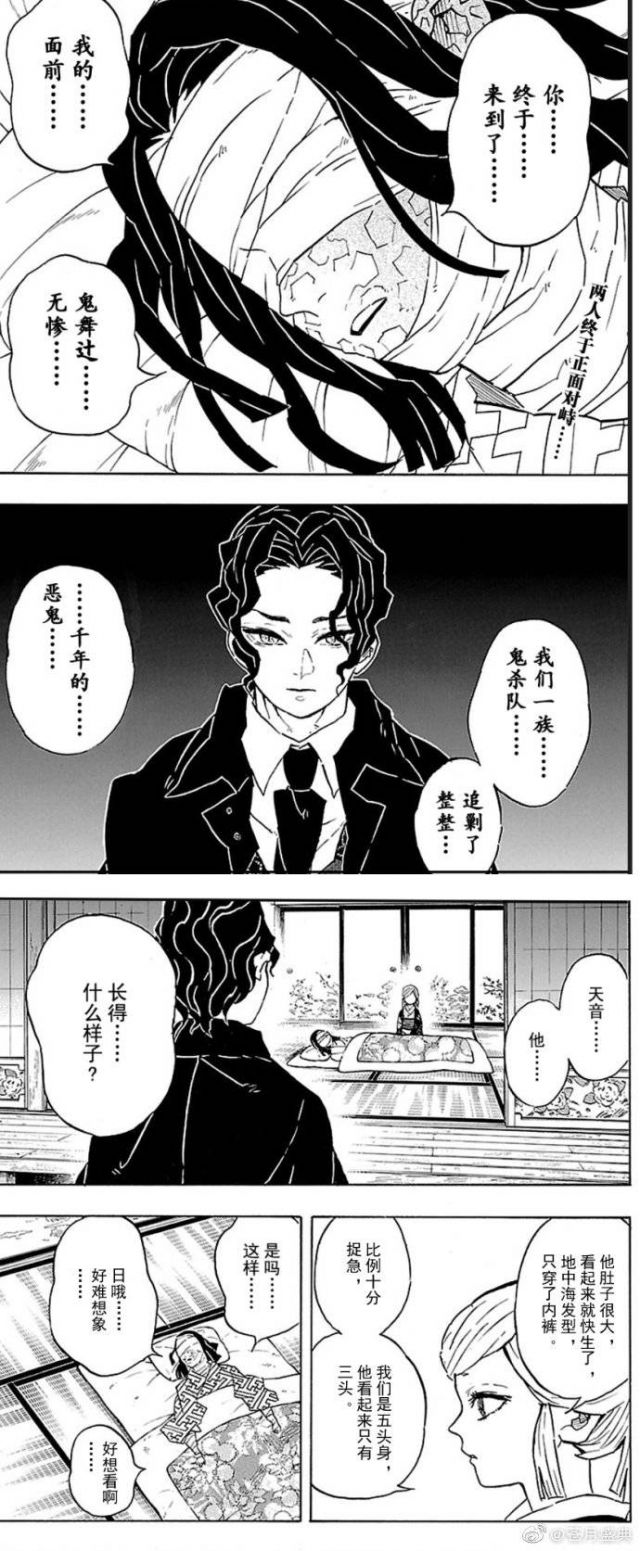 你……
终于……
来到了……
我的……
面前……
鬼舞辻……
无惨……
两人终于正面对峙……
我们一族……
鬼杀队……
追剿了
整整…
……千年的……
恶鬼……
天音……
他……
长得……
什么样子？
他肚子很大，
看起来就快生了，
地中海发型，
只穿了内裤。
比例十分
捉急，
我们是五头身，
他看起来只有
三头。
是吗……
这样……
日哦……
好难想象
……
好想看啊
……
@苍月盛典